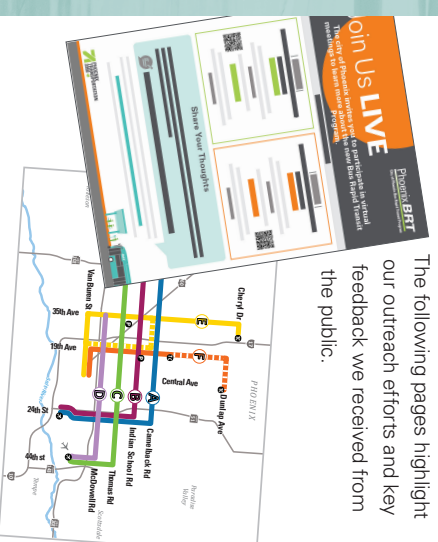 The following pages highlight
our outreach efforts and key
feedback we received from
the public.
Phoenix BRT
Join Us LIVE
The city of Phoenix invites you to participate in virtual
meetings to learn more about the new Bus Rapid Transit
Program.
Share Your Thoughts
PHOENIX
Paradise
Valley
Scottsdale
Tempe
Cheryl Dr
Dunlap Ave
Central Ave
Camelback Rd
Indian School Rd
Thomas Rd
McDowell Rd
Van Buren St
35th Ave
19th Ave
24th St
44th st
A
B
C
D
E
F